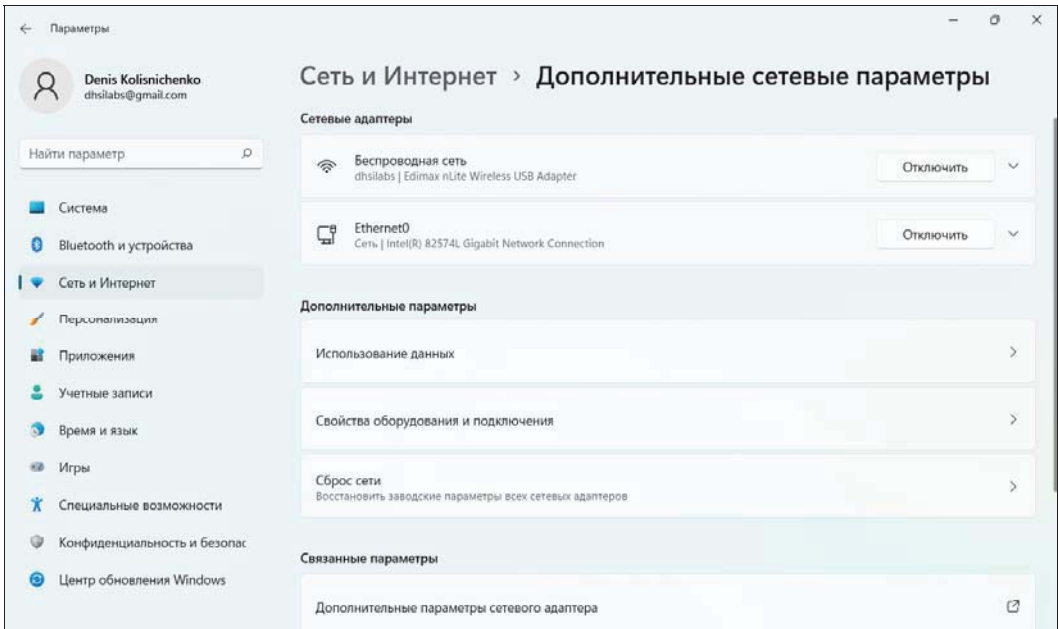 Параметры
Denis Kolisnichenko
dhsilabs@gmail.com
Найти параметр
Система
Bluetooth и устройства
Сеть и Интернет
Персонализация
Приложения
Учетные записи
Время и язык
Игры
Специальные возможности
Конфиденциальность и безопас
Центр обновления Windows
Сеть и Интернет > Дополнительные сетевые параметры
Сетевые адаптеры
Беспроводная сеть
dhsilabs | Edimax nLite Wireless USB Adapter
Отключить
Ethernet0
Сеть | Intel(R) 82574L Gigabit Network Connection
Отключить
Дополнительные параметры
Использование данных
Свойства оборудования и подключения
Сброс сети
Восстановить заводские параметры всех сетевых адаптеров
Связанные параметры
Дополнительные параметры сетевого адаптера